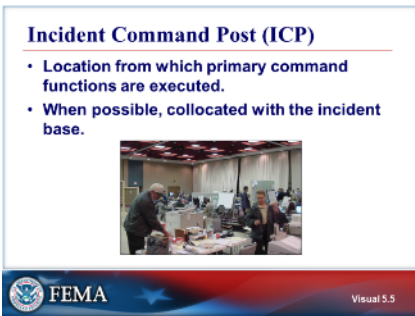 Incident Command Post (ICP)
• Location from which primary command
functions are executed.
• When possible, collocated with the incident
base.
FEMA
Visual 5.5